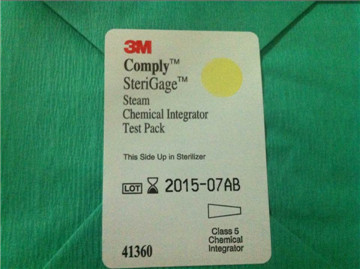 3M
Comply™
SteriGage™
Steam
Chemical Integrator
Test Pack
This Side Up in Sterilizer
LOT 2015-07AB
Class 5
Chemical
Integrator
41360